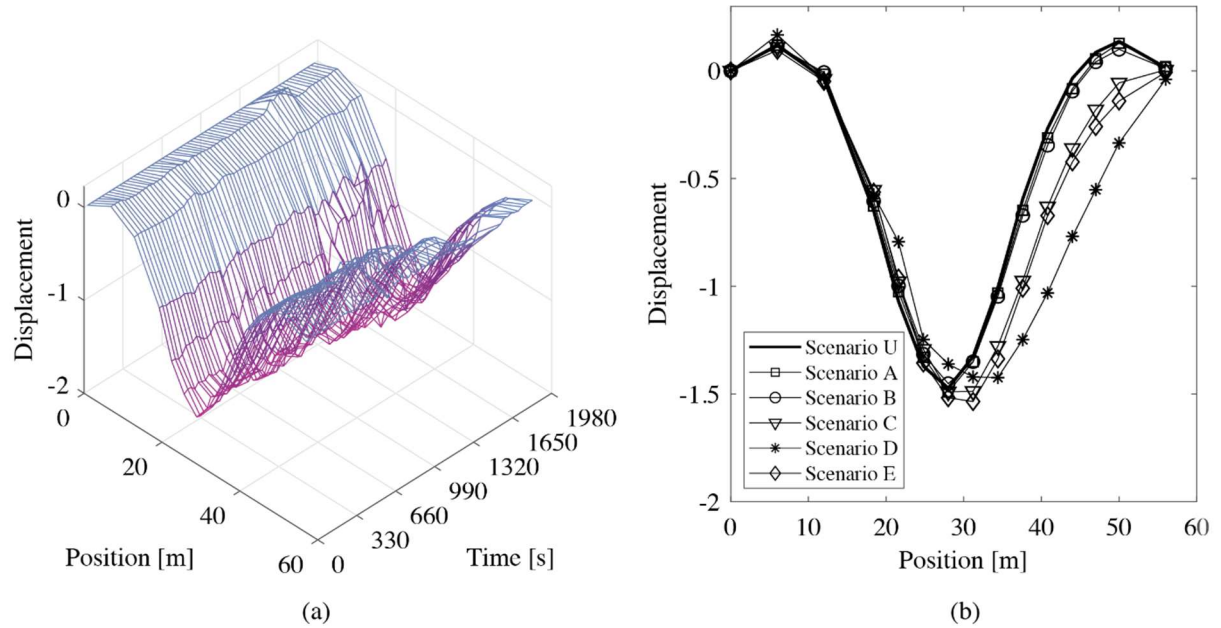 0
-1
-2
Displacement
0
20
40
60
Position [m]
0
330
660
990
1320
1650
1980
Time [s]
(a)
0
-0.5
-1
-1.5
-2
Displacement
Scenario U
Scenario A
Scenario B
Scenario C
Scenario D
Scenario E
0 10 20 30 40 50 60
Position [m]
(b)